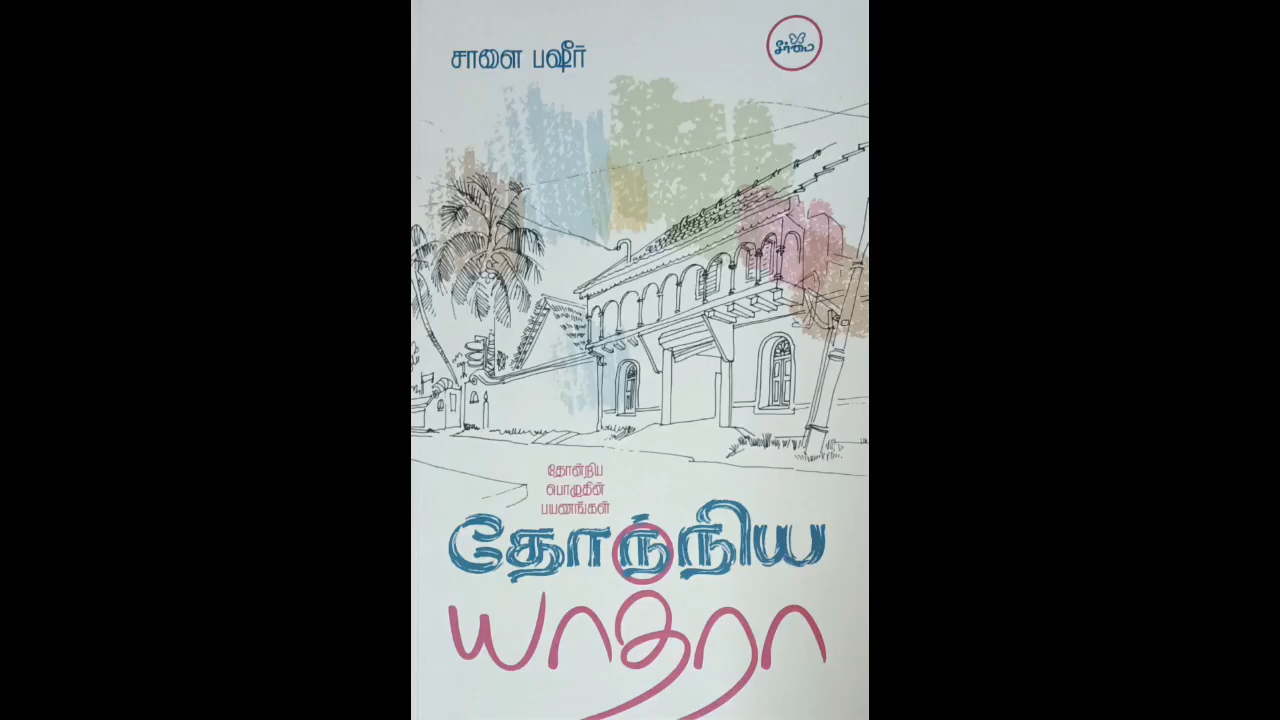 சாளை பஷீர்
சீர்மை
தோன்றிய
பொழுதின்
பயணங்கள்
தோந்நிய
யாத்ரா